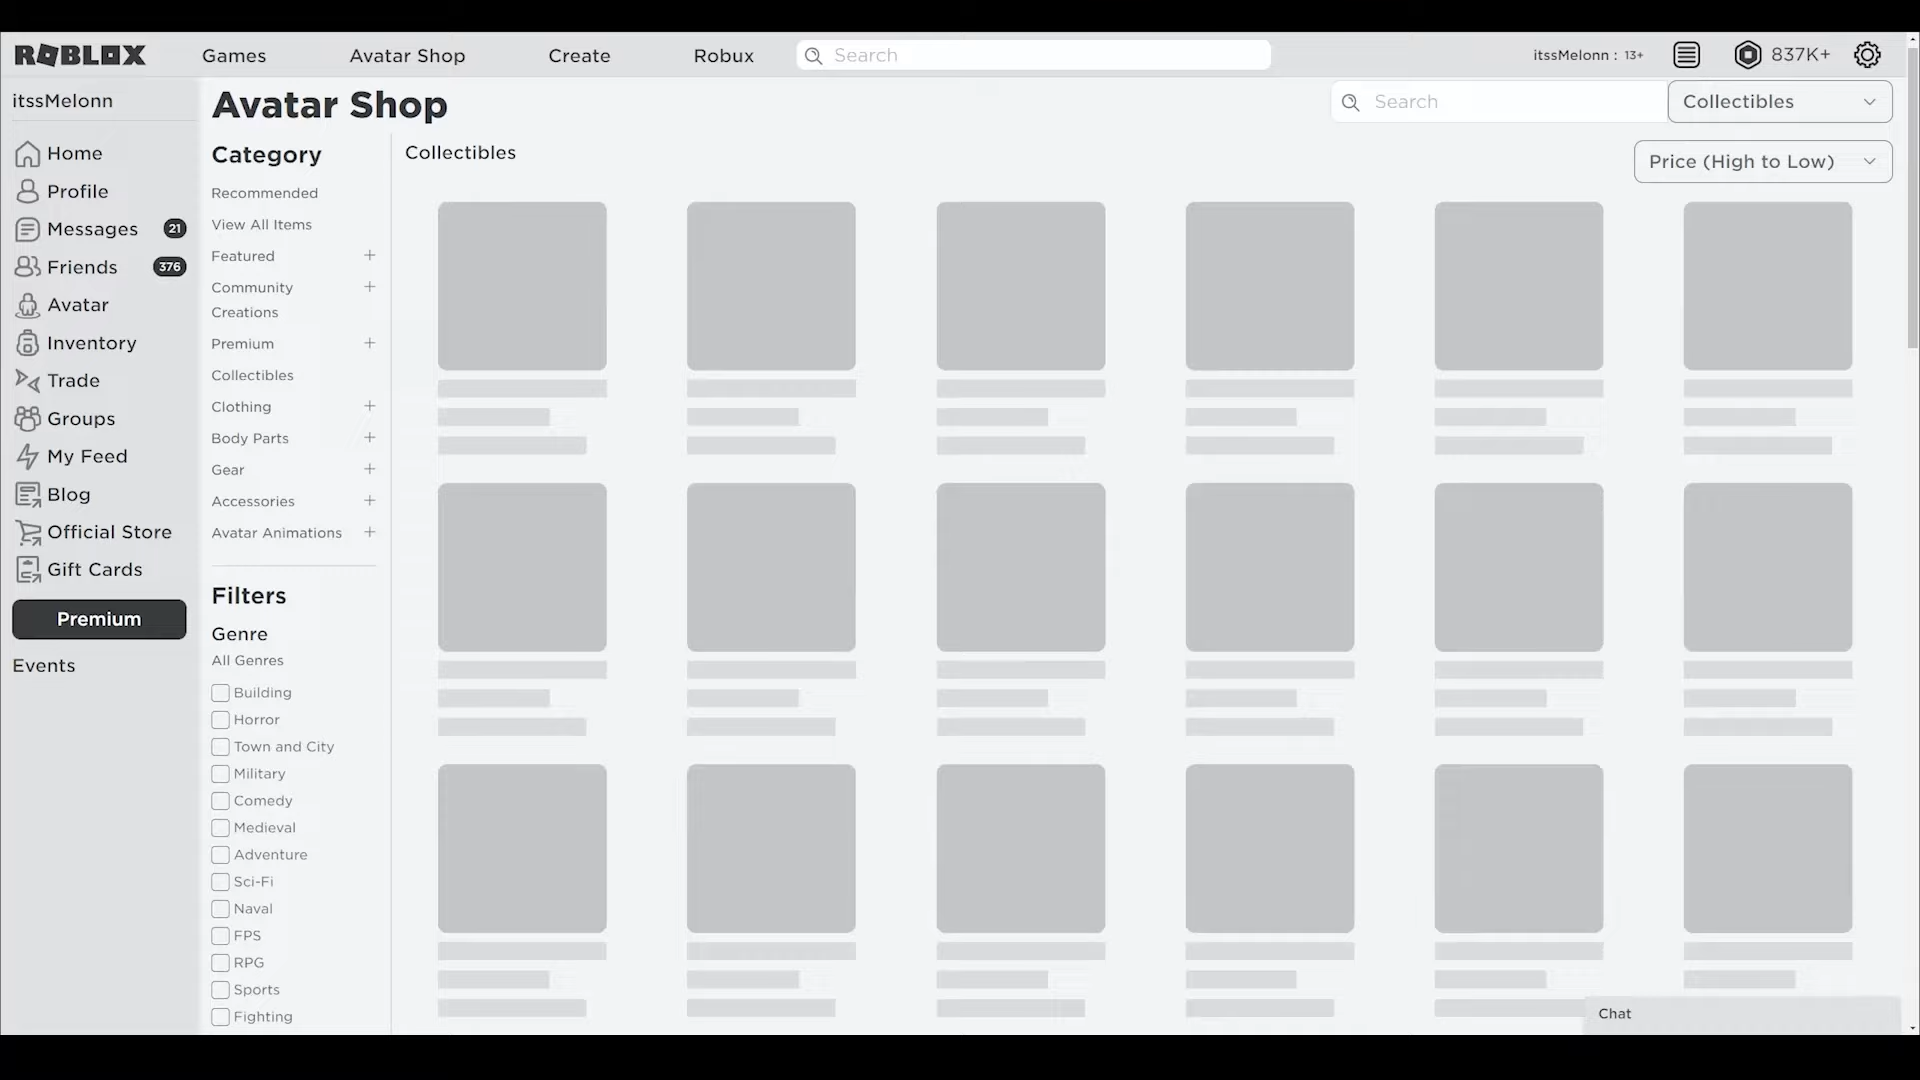 ROBLOX Games Avatar Shop Create Robux Search itssMelonn : 13+ 837K+
itssMelonn
Home
Profile
Messages 21
Friends 376
Avatar
Inventory
Trade
Groups
My Feed
Blog
Official Store
Gift Cards
Premium
Events
Avatar Shop
Search
Collectibles
Category
Recommended
View All Items
Featured +
Community +
Creations
Premium +
Collectibles
Clothing +
Body Parts +
Gear +
Accessories +
Avatar Animations +
Filters
Genre
All Genres
Building
Horror
Town and City
Military
Comedy
Medieval
Adventure
Sci-Fi
Naval
FPS
RPG
Sports
Fighting
Collectibles
Price (High to Low)
Chat